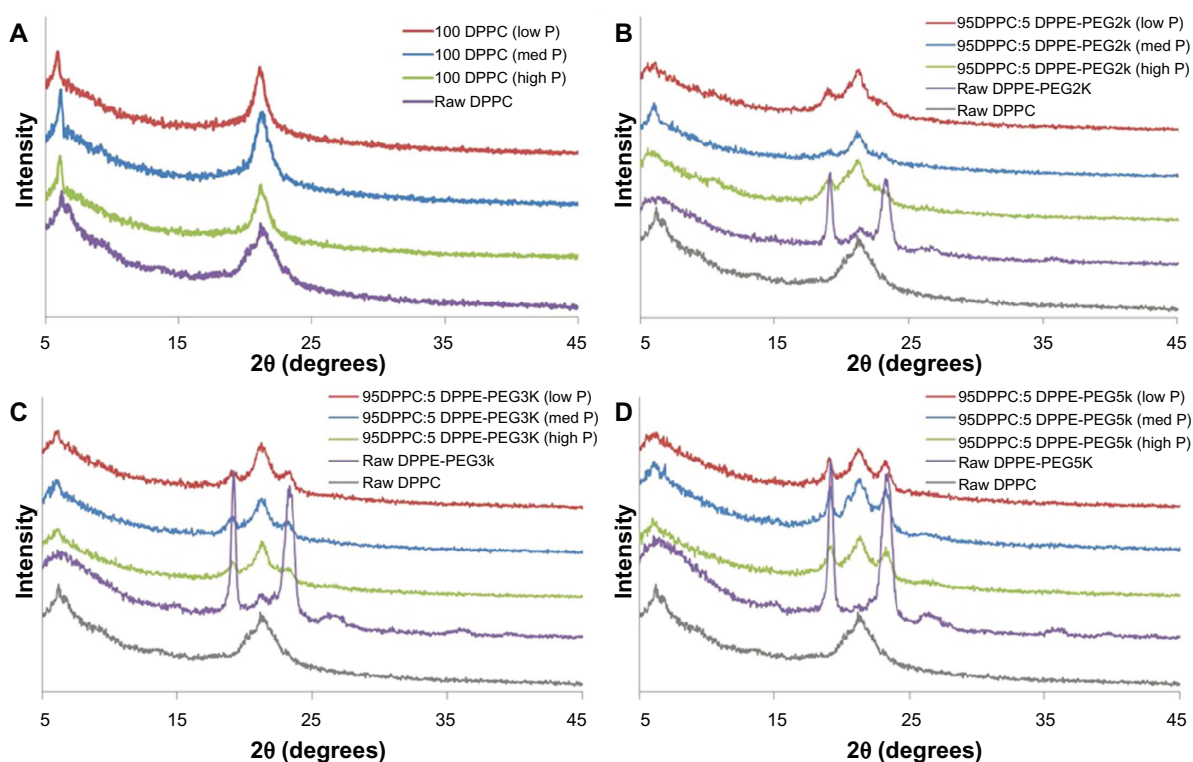 A
100 DPPC (low P)
100 DPPC (med P)
100 DPPC (high P)
Raw DPPC
Intensity
5 15 25 35 45
2θ (degrees)
B
95DPPC:5 DPPE-PEG2k (low P)
95DPPC:5 DPPE-PEG2k (med P)
95DPPC:5 DPPE-PEG2k (high P)
Raw DPPE-PEG2K
Raw DPPC
Intensity
5 15 25 35 45
2θ (degrees)
C
95DPPC:5 DPPE-PEG3K (low P)
95DPPC:5 DPPE-PEG3K (med P)
95DPPC:5 DPPE-PEG3K (high P)
Raw DPPE-PEG3k
Raw DPPC
Intensity
5 15 25 35 45
2θ (degrees)
D
95DPPC:5 DPPE-PEG5k (low P)
95DPPC:5 DPPE-PEG5k (med P)
95DPPC:5 DPPE-PEG5k (high P)
Raw DPPE-PEG5K
Raw DPPC
Intensity
5 15 25 35 45
2θ (degrees)